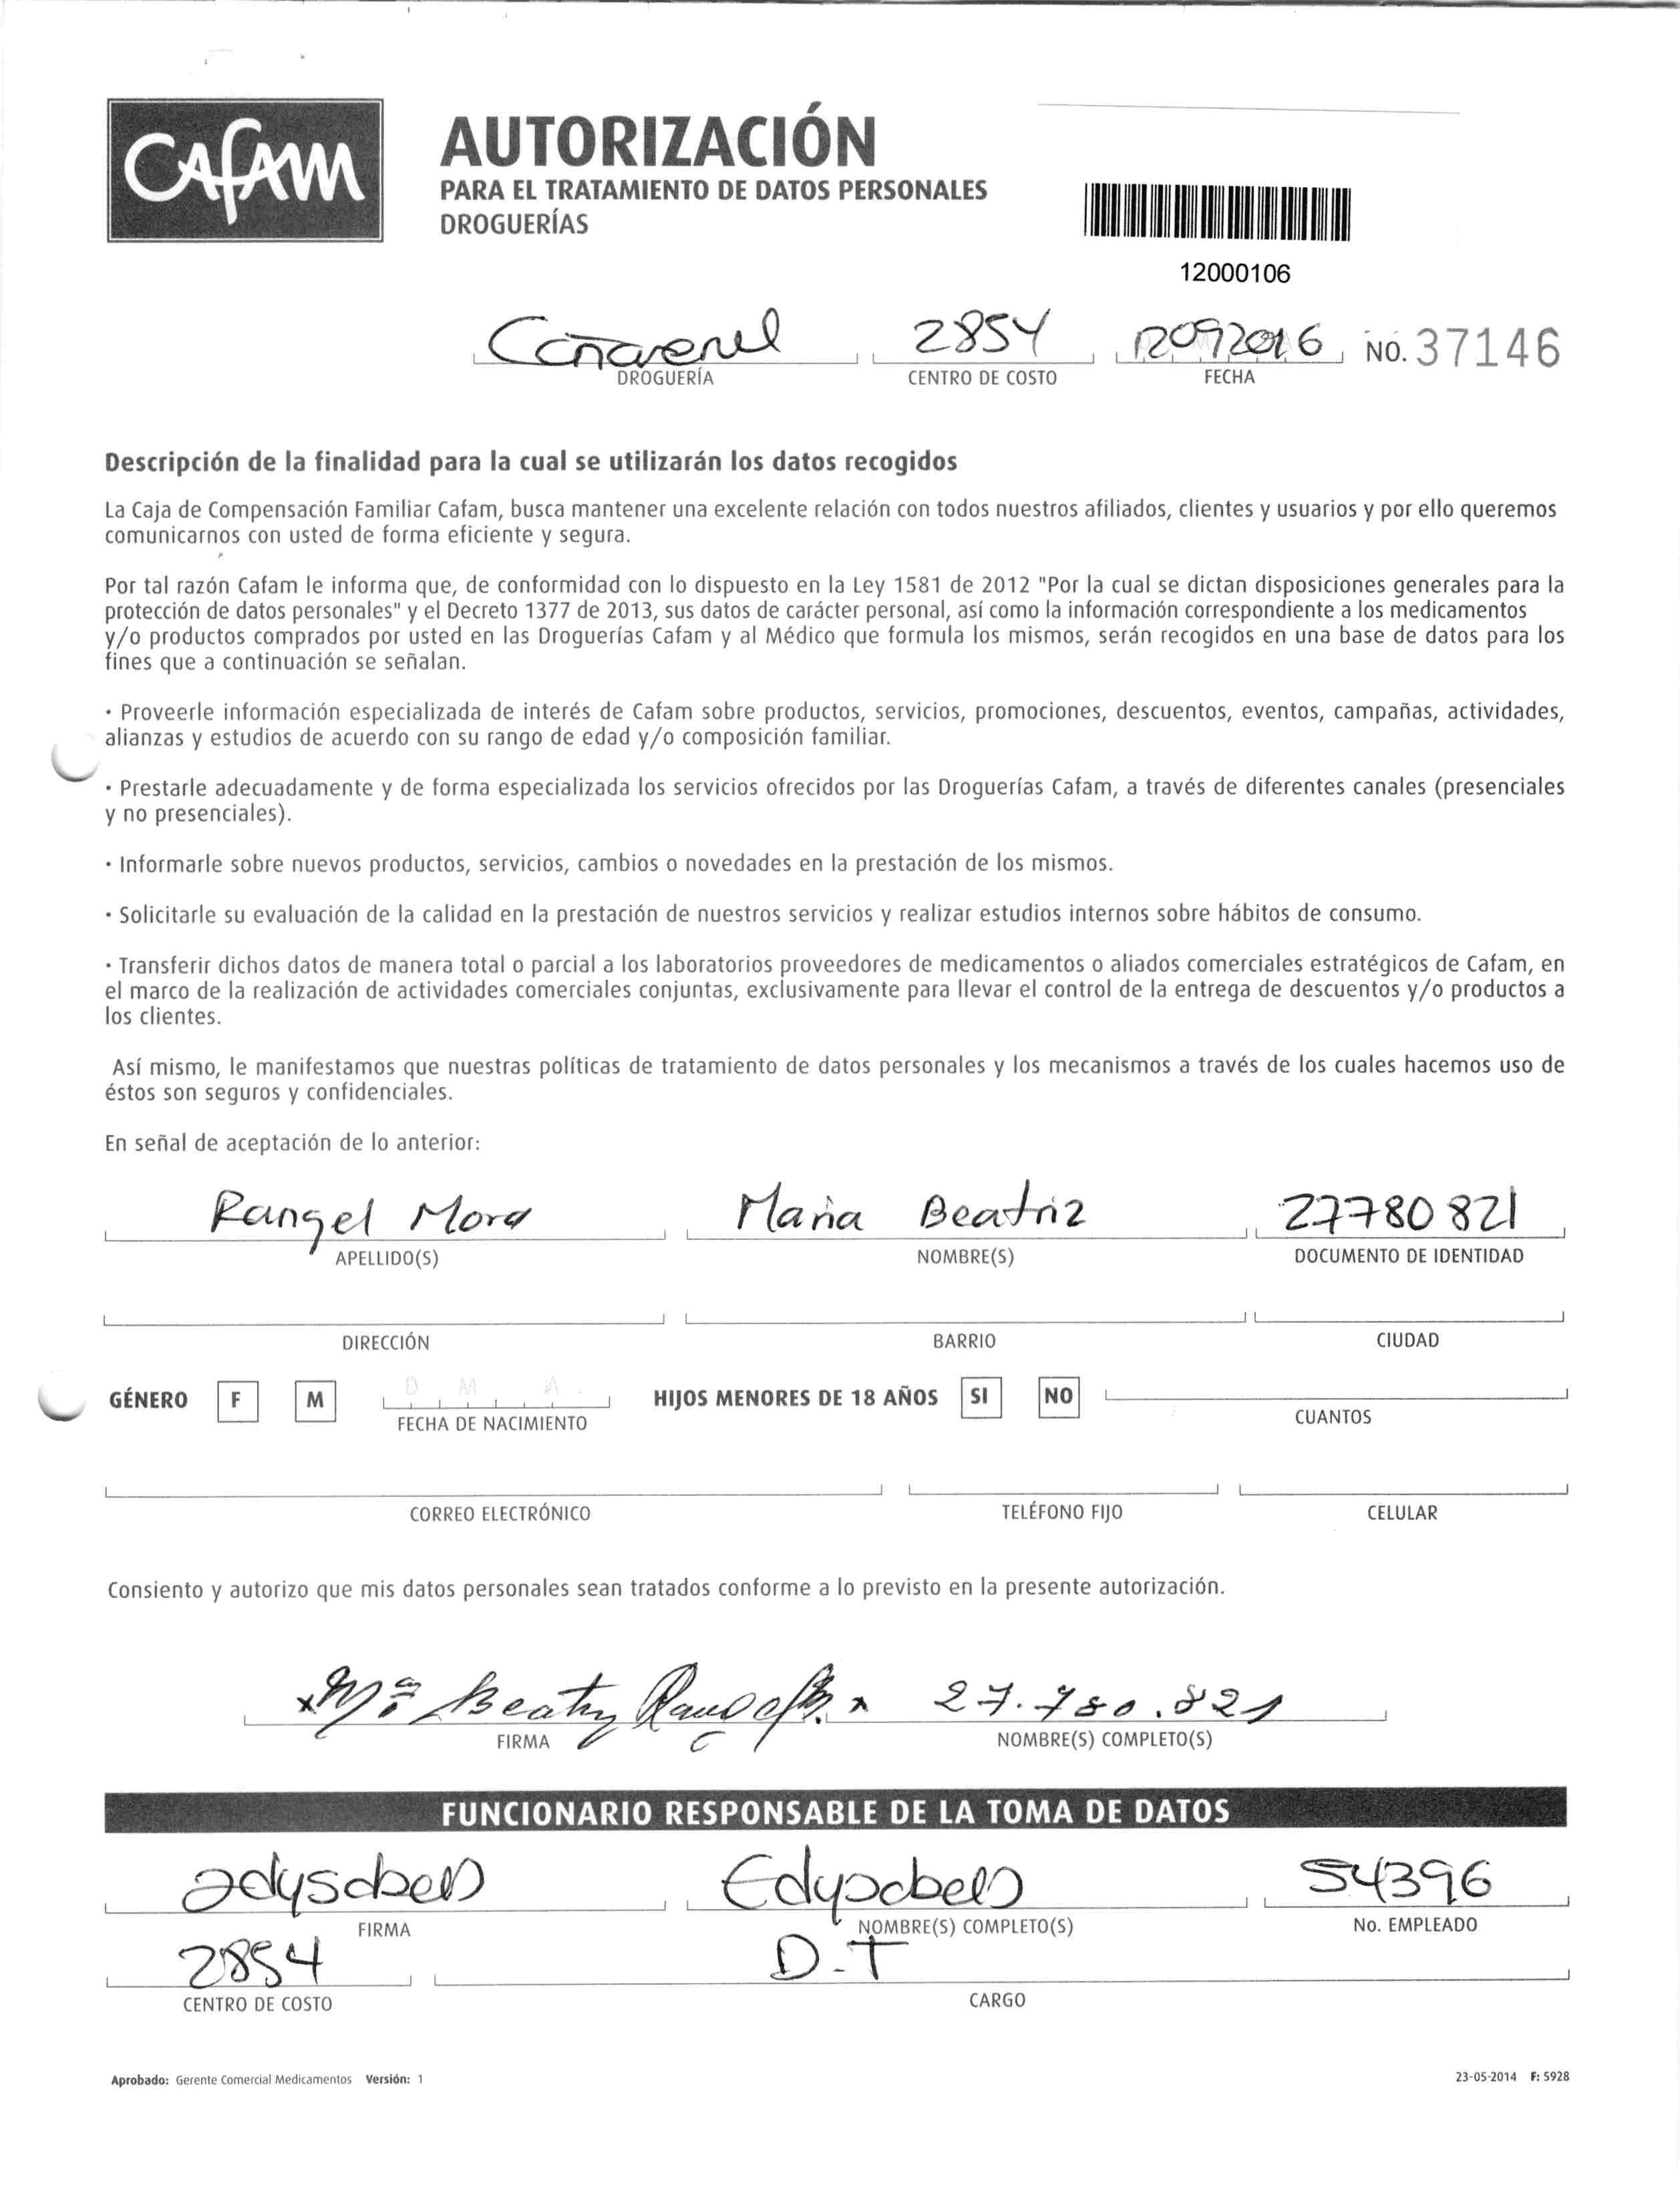 CAFAM
AUTORIZACIÓN
PARA EL TRATAMIENTO DE DATOS PERSONALES
DROGUERÍAS
12000106
Cañaverel 2854 12092016 NO. 37146
DROGUERÍA CENTRO DE COSTO FECHA
Descripción de la finalidad para la cual se utilizarán los datos recogidos
La Caja de Compensación Familiar Cafam, busca mantener una excelente relación con todos nuestros afiliados, clientes y usuarios y por ello queremos
comunicarnos con usted de forma eficiente y segura.
Por tal razón Cafam le informa que, de conformidad con lo dispuesto en la Ley 1581 de 2012 "Por la cual se dictan disposiciones generales para la
protección de datos personales" y el Decreto 1377 de 2013, sus datos de carácter personal, así como la información correspondiente a los medicamentos
y/o productos comprados por usted en las Droguerías Cafam y al Médico que formula los mismos, serán recogidos en una base de datos para los
fines que a continuación se señalan.
· Proveerle información especializada de interés de Cafam sobre productos, servicios, promociones, descuentos, eventos, campañas, actividades,
alianzas y estudios de acuerdo con su rango de edad y/o composición familiar.
· Prestarle adecuadamente y de forma especializada los servicios ofrecidos por las Droguerías Cafam, a través de diferentes canales (presenciales
y no presenciales).
· Informarle sobre nuevos productos, servicios, cambios o novedades en la prestación de los mismos.
· Solicitarle su evaluación de la calidad en la prestación de nuestros servicios y realizar estudios internos sobre hábitos de consumo.
· Transferir dichos datos de manera total o parcial a los laboratorios proveedores de medicamentos o aliados comerciales estratégicos de Cafam, en
el marco de la realización de actividades comerciales conjuntas, exclusivamente para llevar el control de la entrega de descuentos y/o productos a
los clientes.
Así mismo, le manifestamos que nuestras políticas de tratamiento de datos personales y los mecanismos a través de los cuales hacemos uso de
éstos son seguros y confidenciales.
En señal de aceptación de lo anterior:
Rangel Mora Maria Beatriz 27780821
APELLIDO(S) NOMBRE(S) DOCUMENTO DE IDENTIDAD
DIRECCIÓN BARRIO CIUDAD
GÉNERO F M D M A HIJOS MENORES DE 18 AÑOS SI NO
FECHA DE NACIMIENTO CUANTOS
CORREO ELECTRÓNICO TELÉFONO FIJO CELULAR
Consiento y autorizo que mis datos personales sean tratados conforme a lo previsto en la presente autorización.
x Mª Beatriz Rangel x 27.780.821
FIRMA NOMBRE(S) COMPLETO(S)
FUNCIONARIO RESPONSABLE DE LA TOMA DE DATOS
54396
FIRMA NOMBRE(S) COMPLETO(S) No. EMPLEADO
2854 D.T
CENTRO DE COSTO CARGO
Aprobado: Gerente Comercial Medicamentos Versión: 1 23-05-2014 F: 5928